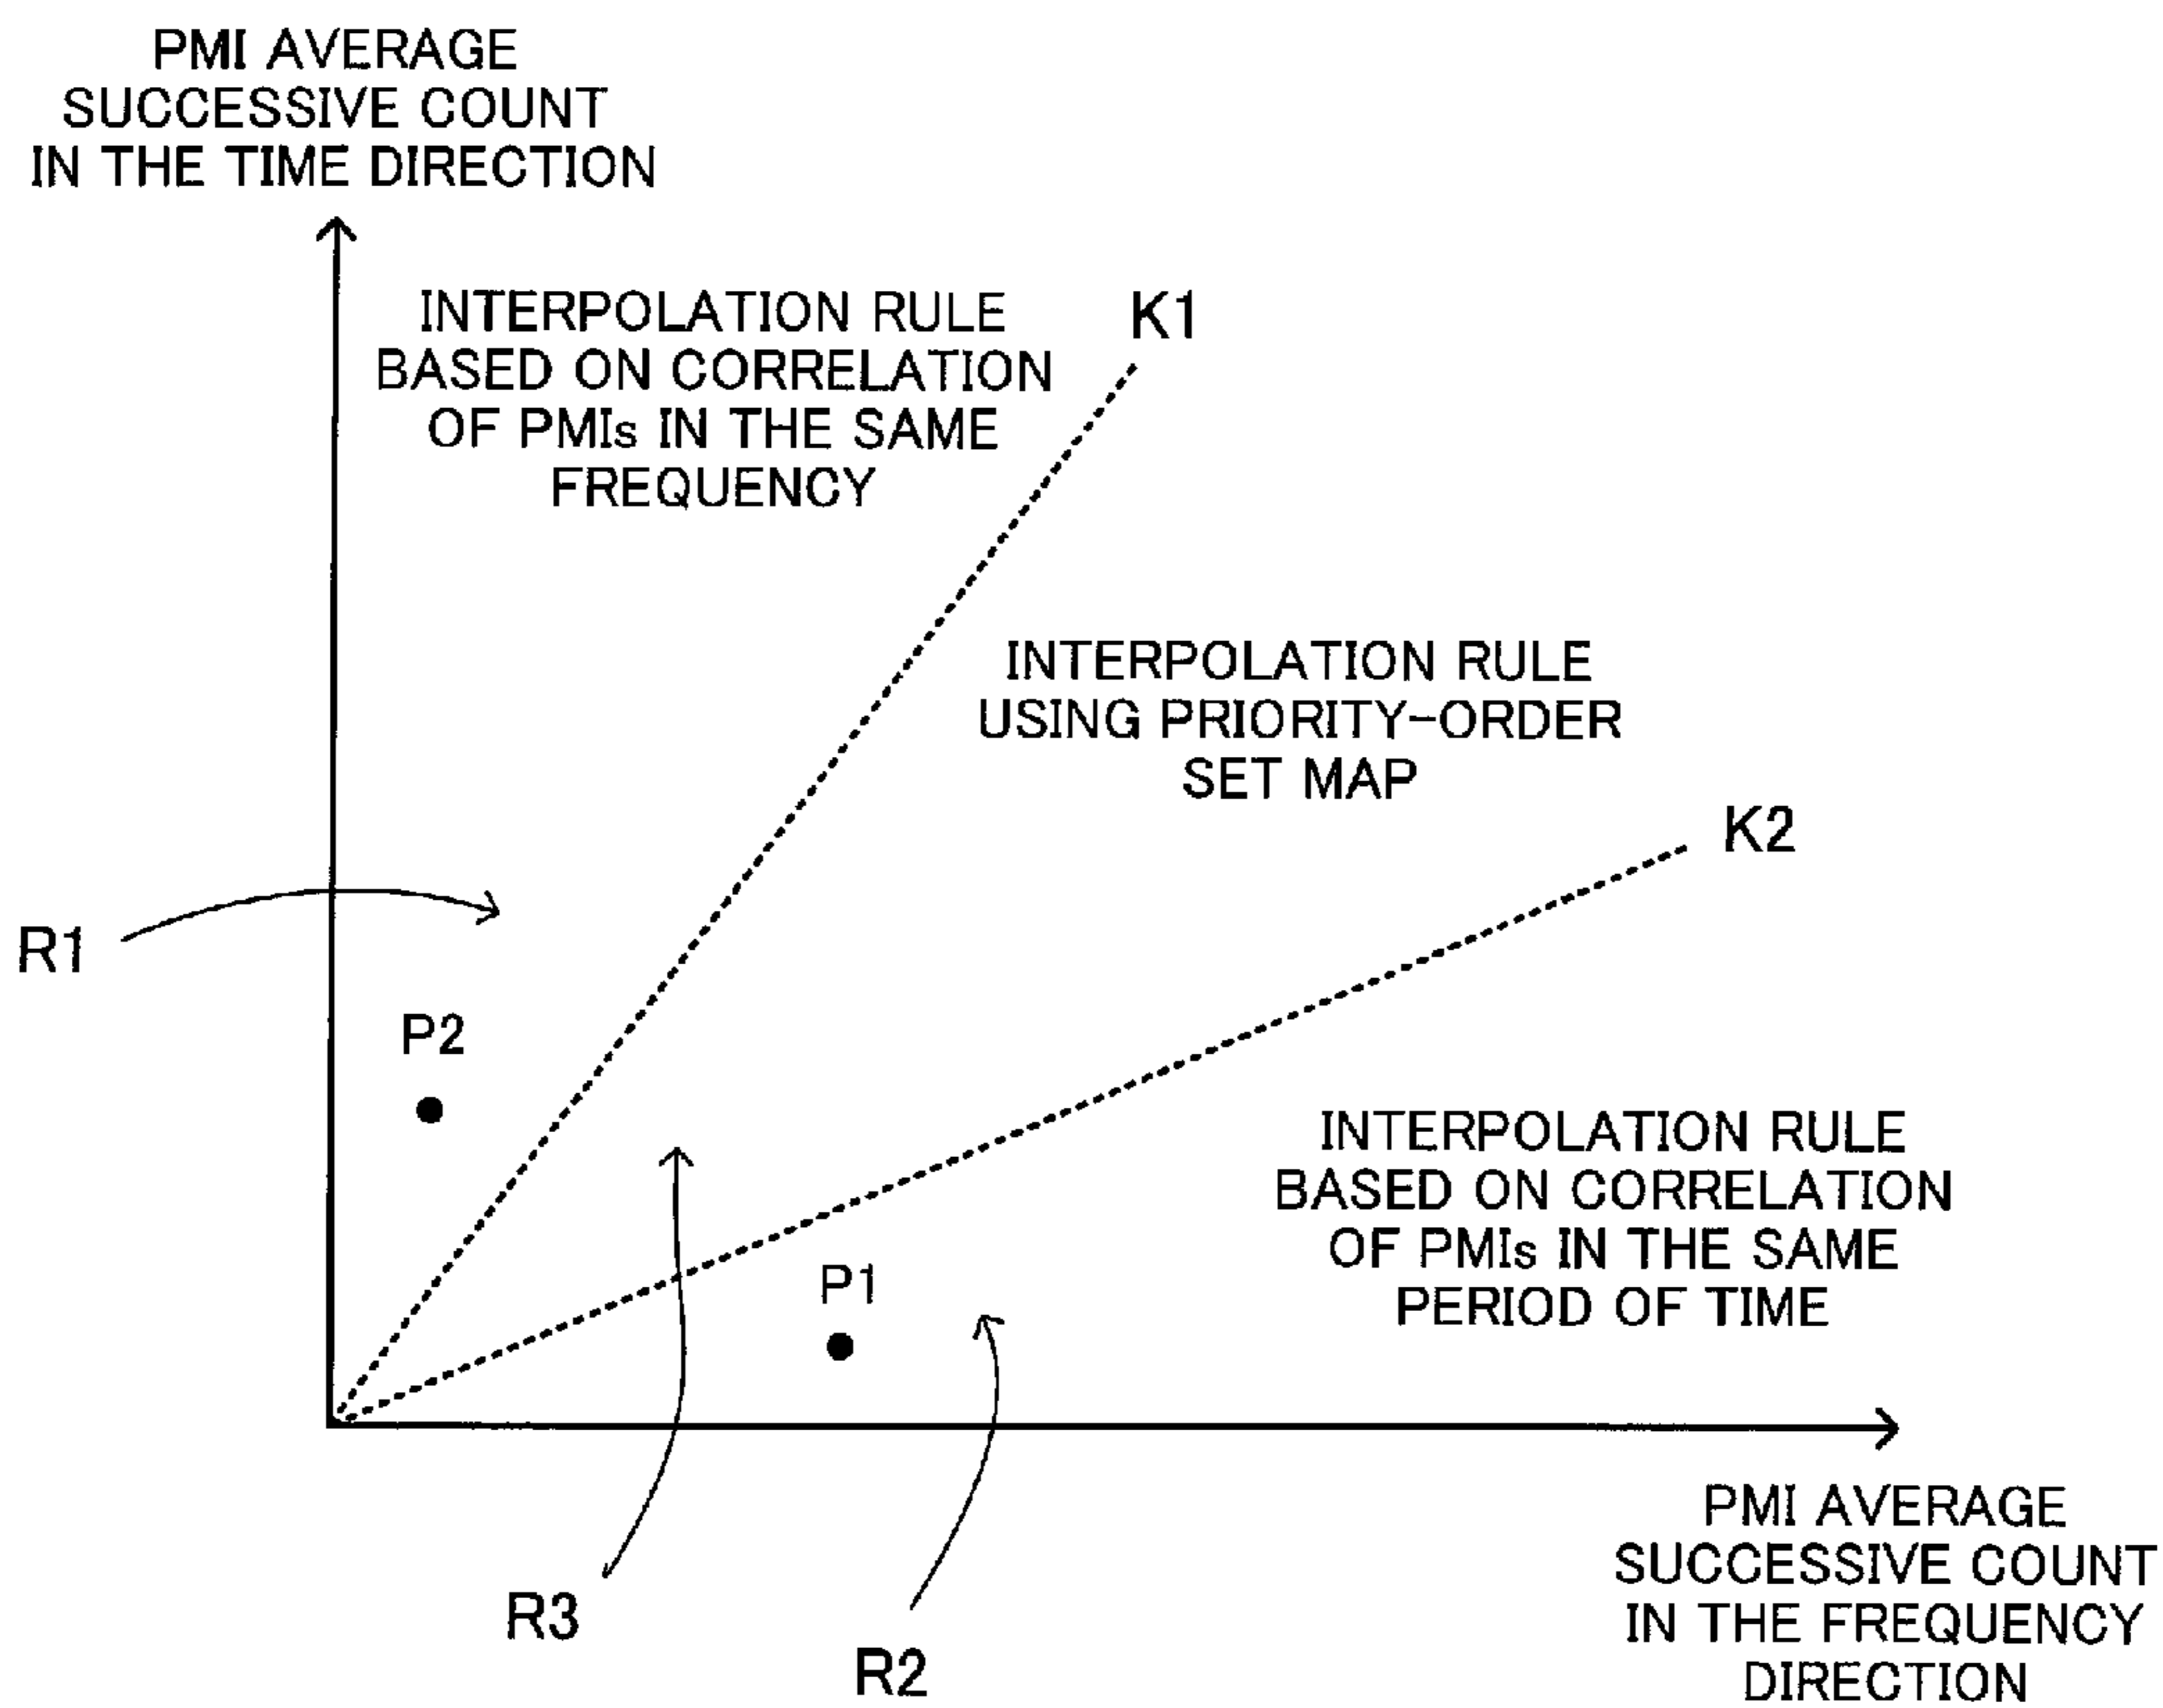 PMI AVERAGE
SUCCESSIVE COUNT
IN THE TIME DIRECTION
INTERPOLATION RULE
BASED ON CORRELATION
OF PMIs IN THE SAME
FREQUENCY
K1
INTERPOLATION RULE
USING PRIORITY-ORDER
SET MAP
K2
R1
P2
INTERPOLATION RULE
BASED ON CORRELATION
OF PMIs IN THE SAME
PERIOD OF TIME
P1
R3
R2
PMI AVERAGE
SUCCESSIVE COUNT
IN THE FREQUENCY
DIRECTION